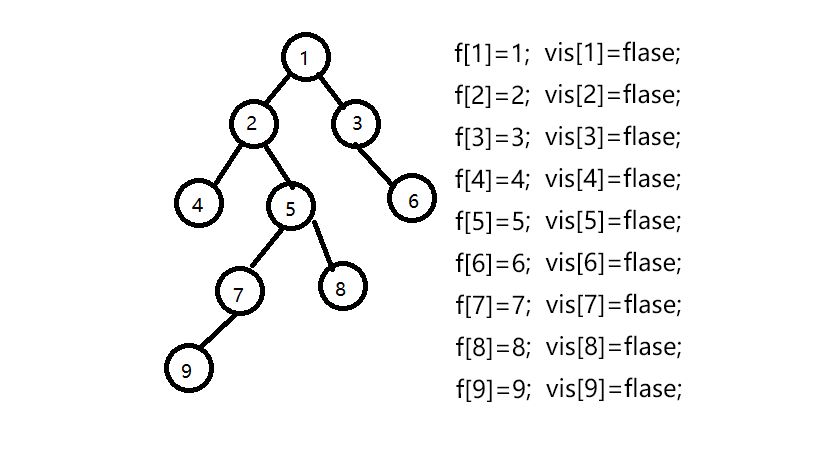 1
2
3
4
5
6
7
8
9
f[1]=1; vis[1]=flase;
f[2]=2; vis[2]=flase;
f[3]=3; vis[3]=flase;
f[4]=4; vis[4]=flase;
f[5]=5; vis[5]=flase;
f[6]=6; vis[6]=flase;
f[7]=7; vis[7]=flase;
f[8]=8; vis[8]=flase;
f[9]=9; vis[9]=flase;